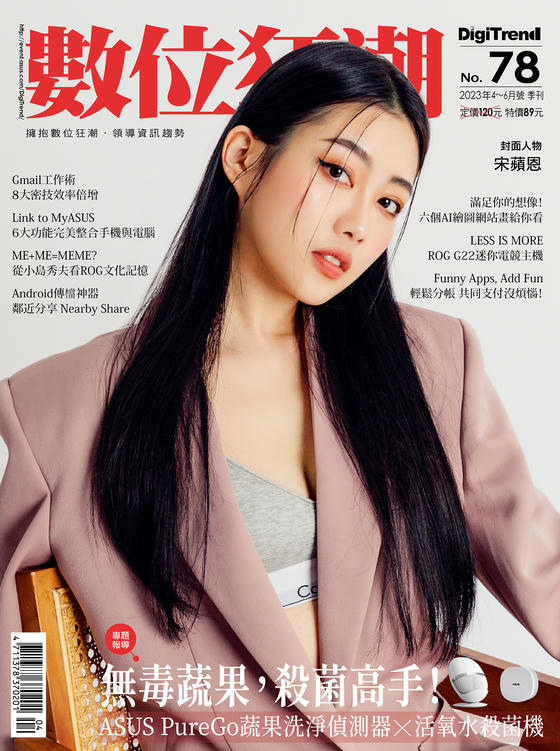 http://event.asus.com/DigiTrend/
數位狂潮
擁抱數位狂潮・領導資訊趨勢
DigiTrend
No. 78
2023年4～6月號 季刊
定價120元 特價89元
封面人物
宋蘋恩
Gmail工作術
8大密技效率倍增
Link to MyASUS
6大功能完美整合手機與電腦
ME+ME=MEME?
從小島秀夫看ROG文化記憶
Android傳檔神器
鄰近分享 Nearby Share
滿足你的想像!
六個AI繪圖網站畫給你看
LESS IS MORE
ROG G22迷你電競主機
Funny Apps, Add Fun
輕鬆分帳 共同支付沒煩惱!
專題
報導
無毒蔬果，殺菌高手!
ASUS PureGo蔬果洗淨偵測器×活氧水殺菌機
4 711378 370201
04